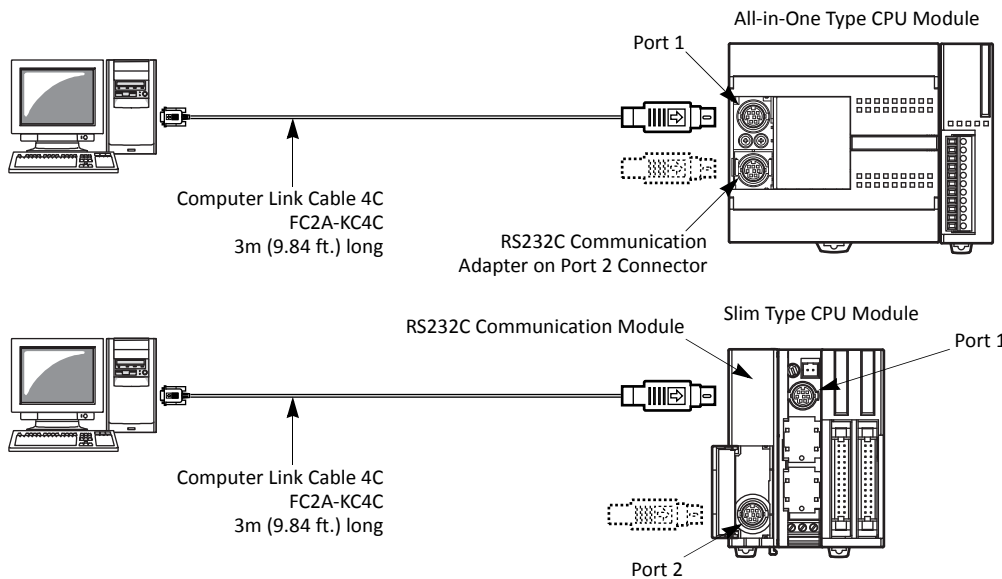 All-in-One Type CPU Module
Port 1
Computer Link Cable 4C
FC2A-KC4C
3m (9.84 ft.) long
RS232C Communication
Adapter on Port 2 Connector
Slim Type CPU Module
RS232C Communication Module
Port 1
Computer Link Cable 4C
FC2A-KC4C
3m (9.84 ft.) long
Port 2